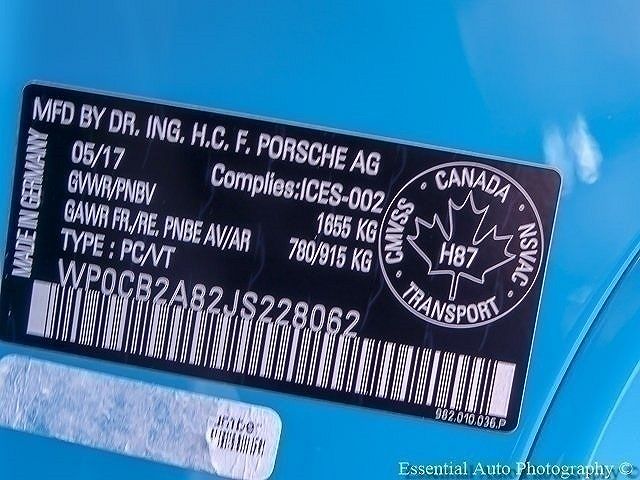 MFD BY DR. ING. H.C. F. PORSCHE AG
05/17 Complies:ICES-002
GVWR/PNBV 1655 KG
GAWR FR./RE. PNBE AV/AR 780/915 KG
TYPE : PC/VT
WP0CB2A82JS228062
MADE IN GERMANY
CANADA
CMVSS
NSVAC
H87
TRANSPORT
982.010.036.P
Essential Auto Photography ©